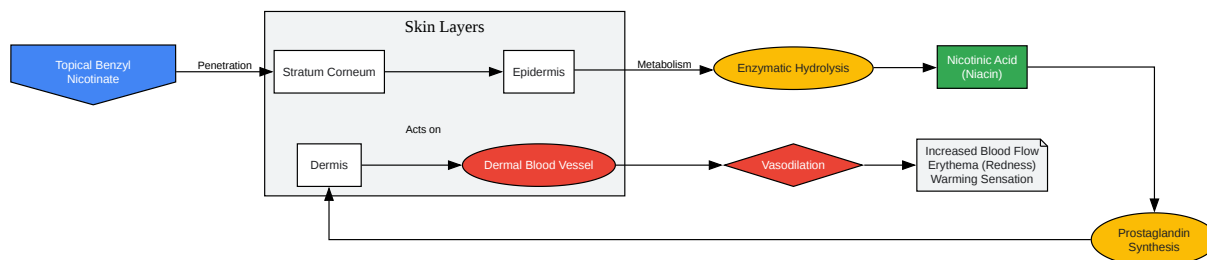 Skin Layers
Topical Benzyl
Nicotinate
Penetration
Stratum Corneum
Epidermis
Metabolism
Enzymatic Hydrolysis
Nicotinic Acid
(Niacin)
Acts on
Dermis
Dermal Blood Vessel
Vasodilation
Increased Blood Flow
Erythema (Redness)
Warming Sensation
Prostaglandin
Synthesis